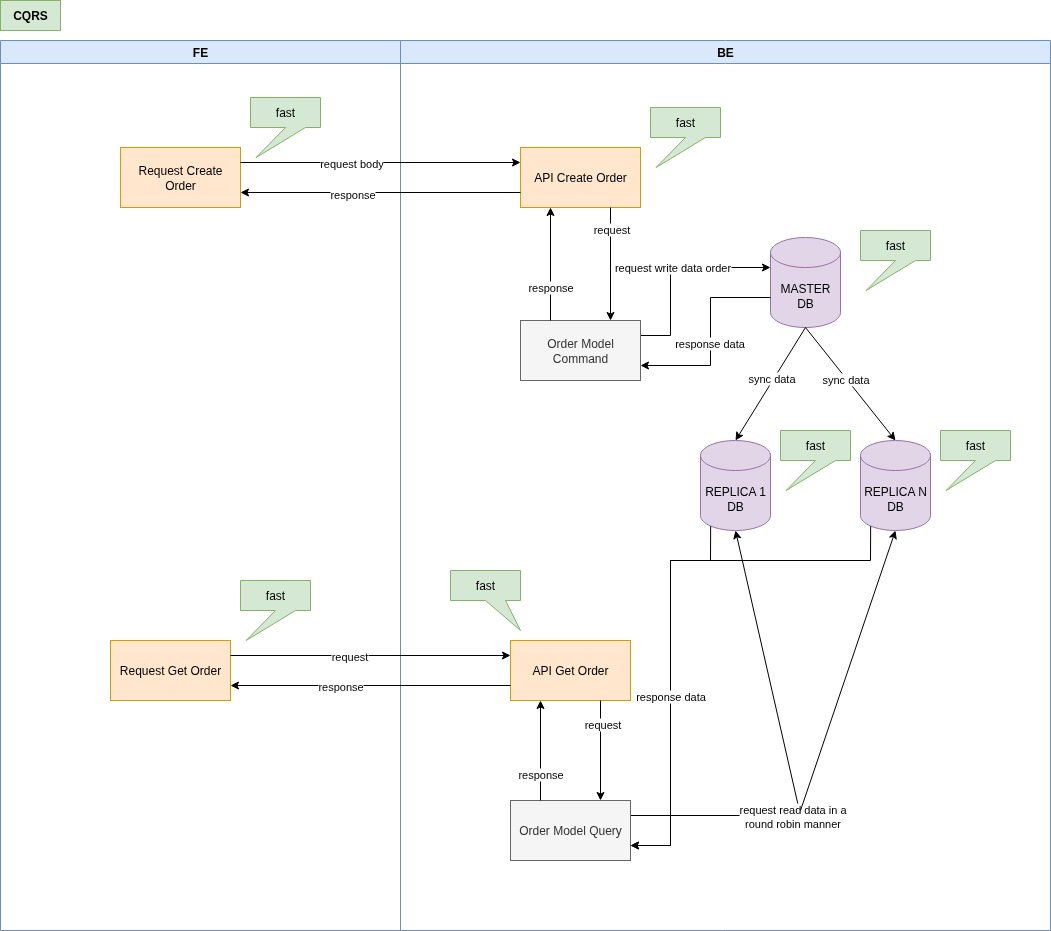 CQRS
FE
BE
fast
fast
Request Create
Order
request body
response
API Create Order
request
response
request write data order
MASTER
DB
fast
Order Model
Command
response data
sync data
sync data
fast
fast
REPLICA 1
DB
REPLICA N
DB
fast
fast
Request Get Order
request
response
API Get Order
response data
request
response
Order Model Query
request read data in a
round robin manner